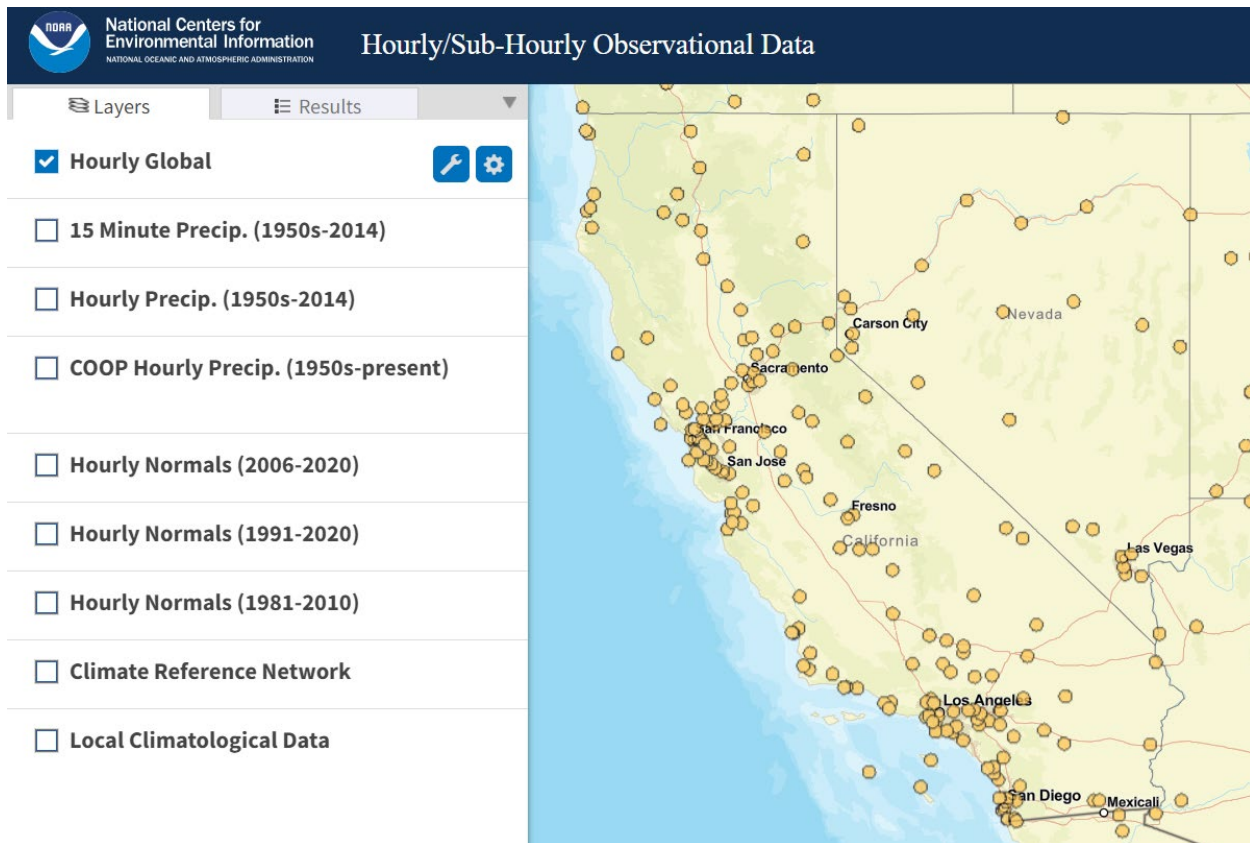 NOAA
National Centers for
Environmental Information
NATIONAL OCEANIC AND ATMOSPHERIC ADMINISTRATION
Hourly/Sub-Hourly Observational Data
Layers
Results
Hourly Global
15 Minute Precip. (1950s-2014)
Hourly Precip. (1950s-2014)
COOP Hourly Precip. (1950s-present)
Hourly Normals (2006-2020)
Hourly Normals (1991-2020)
Hourly Normals (1981-2010)
Climate Reference Network
Local Climatological Data
Nevada
Carson City
Sacramento
San Francisco
San Jose
Fresno
California
Las Vegas
Los Angeles
San Diego
Mexicali